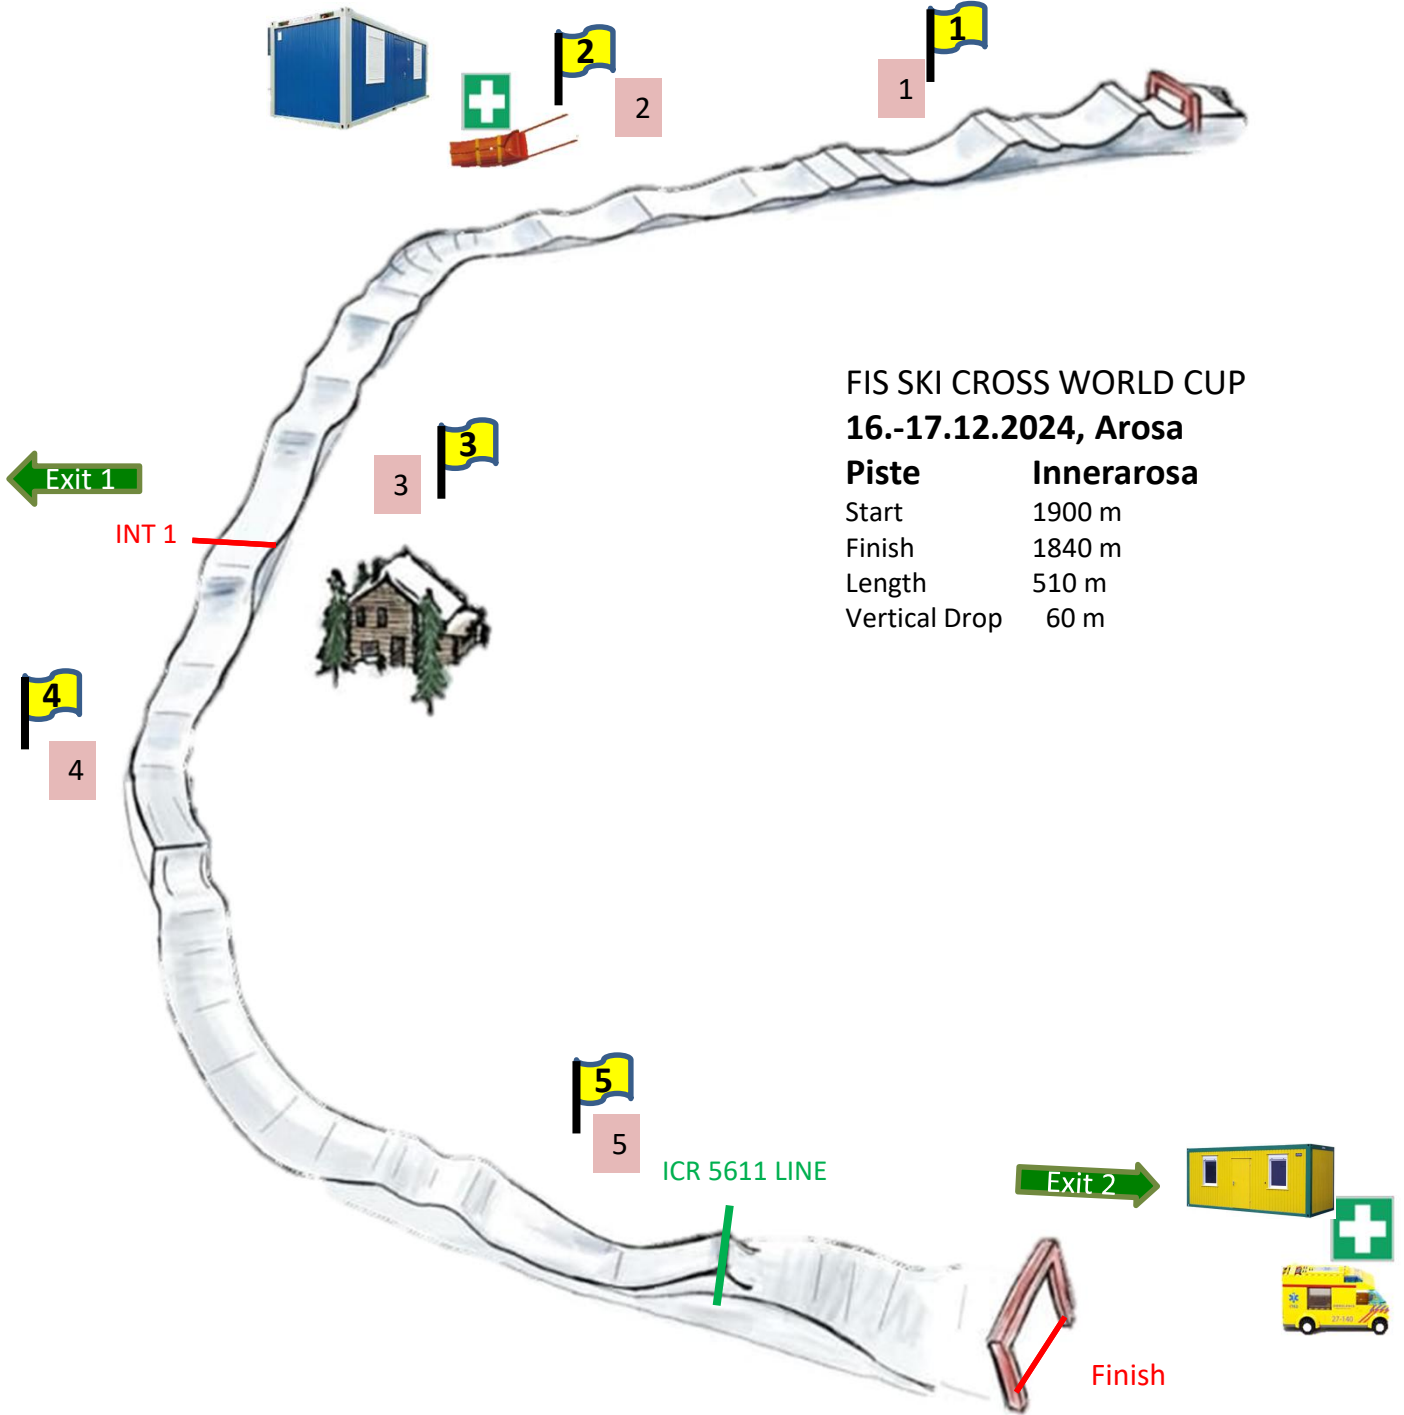 1
2
1
2
FIS SKI CROSS WORLD CUP
16.-17.12.2024, Arosa
Piste Innerarosa
Start 1900 m
Finish 1840 m
Length 510 m
Vertical Drop 60 m
3
Exit 1
3
INT 1
4
4
5
5
ICR 5611 LINE
Exit 2
27-140
Finish